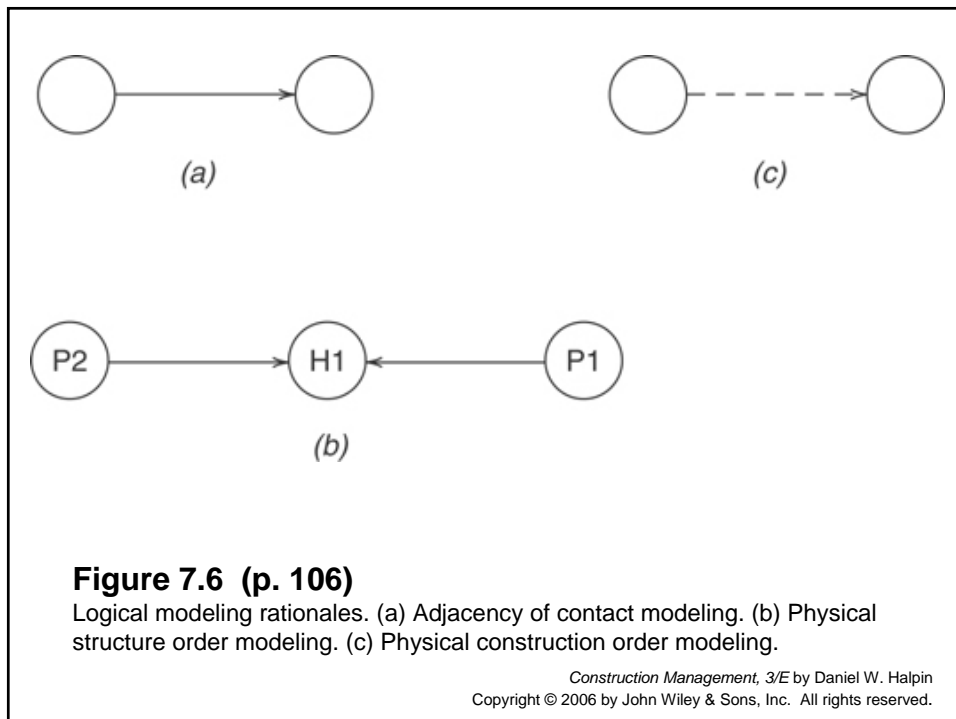 (a) (c)
P2 H1 P1
(b)
Figure 7.6 (p. 106)
Logical modeling rationales. (a) Adjacency of contact modeling. (b) Physical
structure order modeling. (c) Physical construction order modeling.
Construction Management, 3/E by Daniel W. Halpin
Copyright © 2006 by John Wiley & Sons, Inc. All rights reserved.